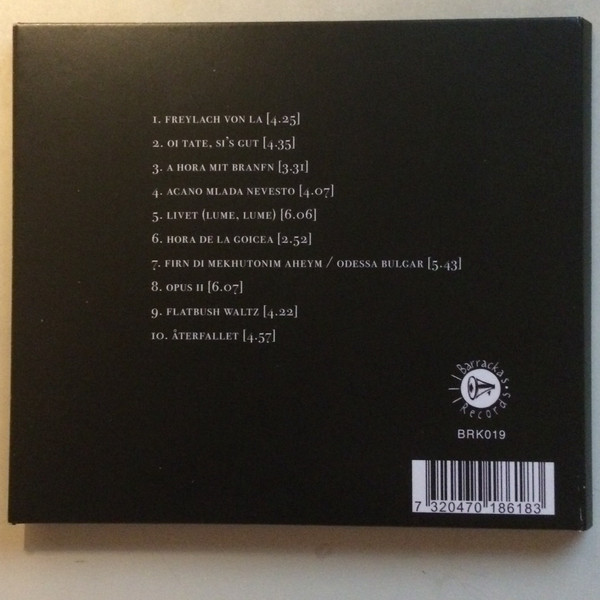 1. FREYLACH VON LA [4.25]
2. OI TATE, SI'S GUT [4.35]
3. A HORA MIT BRANFN [3.31]
4. ACANO MLADA NEVESTO [4.07]
5. LIVET (LUME, LUME) [6.06]
6. HORA DE LA GOICEA [2.52]
7. FIRN DI MEKHUTONIM AHEYM / ODESSA BULGAR [5.43]
8. OPUS 11 [6.07]
9. FLATBUSH WALTZ [4.22]
10. ÅTERFALLET [4.57]
Barrackas Records
BRK019
7 320470 186183